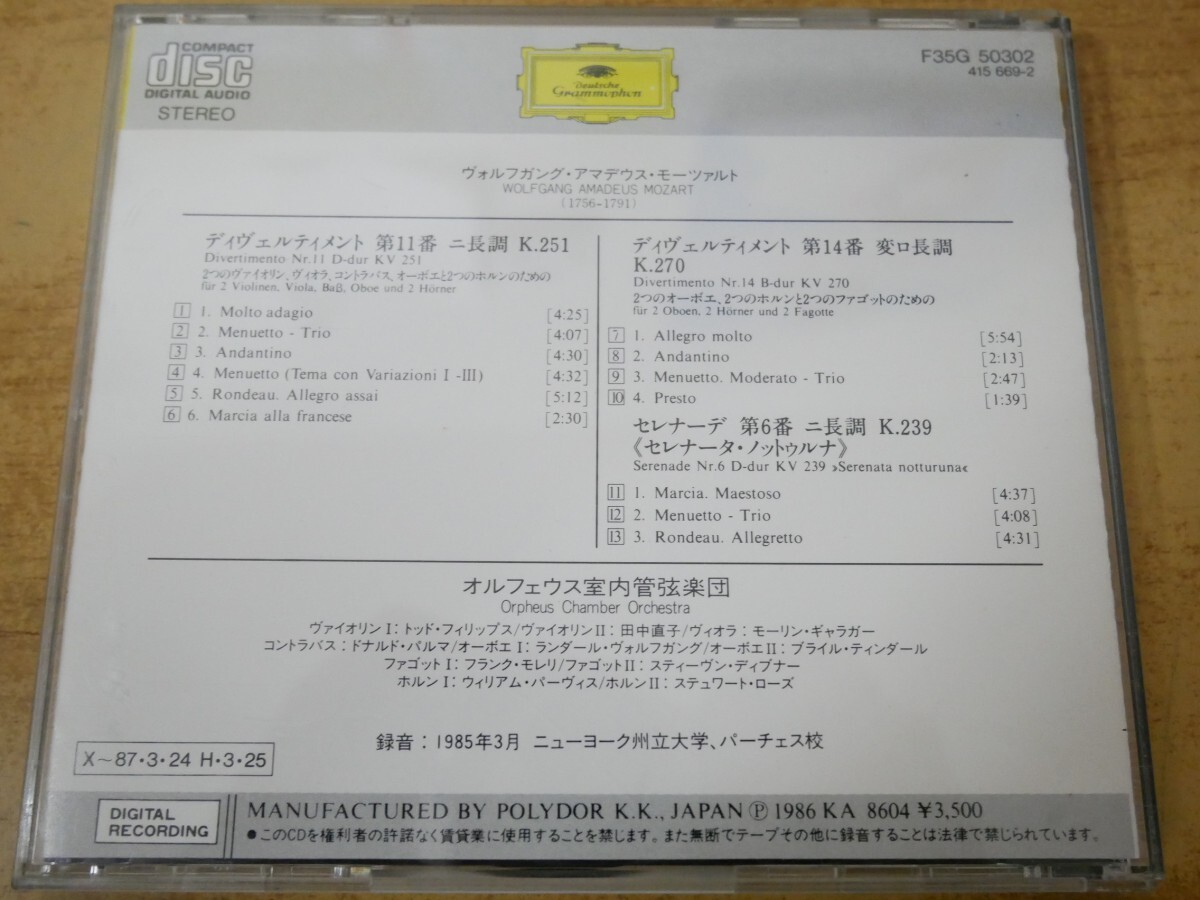 COMPACT
disc
DIGITAL AUDIO
STEREO
Deutsche
Grammophon
F35G 50302
415 669-2
ヴォルフガング・アマデウス・モーツァルト
WOLFGANG AMADEUS MOZART
(1756-1791)
ディヴェルティメント 第11番 ニ長調 K.251
Divertimento Nr.11 D-dur KV 251
2つのヴァイオリン、ヴィオラ、コントラバス、オーボエと2つのホルンのための
für 2 Violinen, Viola, Baß, Oboe und 2 Hörner
1 1. Molto adagio [4:25]
2 2. Menuetto - Trio [4:07]
3 3. Andantino [4:30]
4 4. Menuetto (Tema con Variazioni I -III) [4:32]
5 5. Rondeau. Allegro assai [5:12]
6 6. Marcia alla francese [2:30]
ディヴェルティメント 第14番 変ロ長調
K.270
Divertimento Nr.14 B-dur KV 270
2つのオーボエ、2つのホルンと2つのファゴットのための
für 2 Oboen, 2 Hörner und 2 Fagotte
7 1. Allegro molto [5:54]
8 2. Andantino [2:13]
9 3. Menuetto. Moderato - Trio [2:47]
10 4. Presto [1:39]
セレナーデ 第6番 ニ長調 K.239
《セレナータ・ノットゥルナ》
Serenade Nr.6 D-dur KV 239 »Serenata notturuna«
11 1. Marcia. Maestoso [4:37]
12 2. Menuetto - Trio [4:08]
13 3. Rondeau. Allegretto [4:31]
オルフェウス室内管弦楽団
Orpheus Chamber Orchestra
ヴァイオリンI：トッド・フィリップス/ヴァイオリンII：田中直子/ヴィオラ：モーリン・ギャラガー
コントラバス：ドナルド・パルマ/オーボエI：ランダール・ヴォルフガング/オーボエII：ブライル・ティンダール
ファゴットI：フランク・モレリ/ファゴットII：スティーヴン・ディブナー
ホルンI：ウィリアム・パーヴィス/ホルンII：ステュワート・ローズ
録音：1985年3月 ニューヨーク州立大学、パーチェス校
X〜87・3・24 H・3・25
DIGITAL
RECORDING
MANUFACTURED BY POLYDOR K.K., JAPAN Ⓟ 1986 KA 8604 ¥3,500
●このCDを権利者の許諾なく賃貸業に使用することを禁じます。また無断でテープその他に録音することは法律で禁じられています。